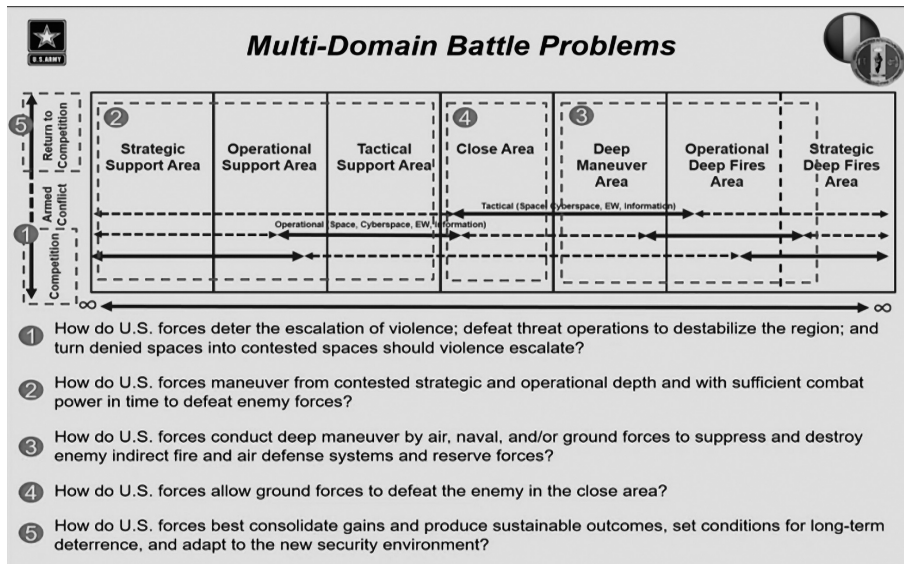 U.S. ARMY
Multi-Domain Battle Problems
5
Return to
Competition
Armed
Conflict
1
Competition
2
Strategic
Support Area
Operational
Support Area
Tactical
Support Area
4
Close Area
3
Deep
Maneuver
Area
Operational
Deep Fires
Area
Strategic
Deep Fires
Area
Tactical (Space, Cyberspace, EW, Information)
Operational (Space, Cyberspace, EW, Information)
∞ ∞
1 How do U.S. forces deter the escalation of violence; defeat threat operations to destabilize the region; and
turn denied spaces into contested spaces should violence escalate?
2 How do U.S. forces maneuver from contested strategic and operational depth and with sufficient combat
power in time to defeat enemy forces?
3 How do U.S. forces conduct deep maneuver by air, naval, and/or ground forces to suppress and destroy
enemy indirect fire and air defense systems and reserve forces?
4 How do U.S. forces allow ground forces to defeat the enemy in the close area?
5 How do U.S. forces best consolidate gains and produce sustainable outcomes, set conditions for long-term
deterrence, and adapt to the new security environment?